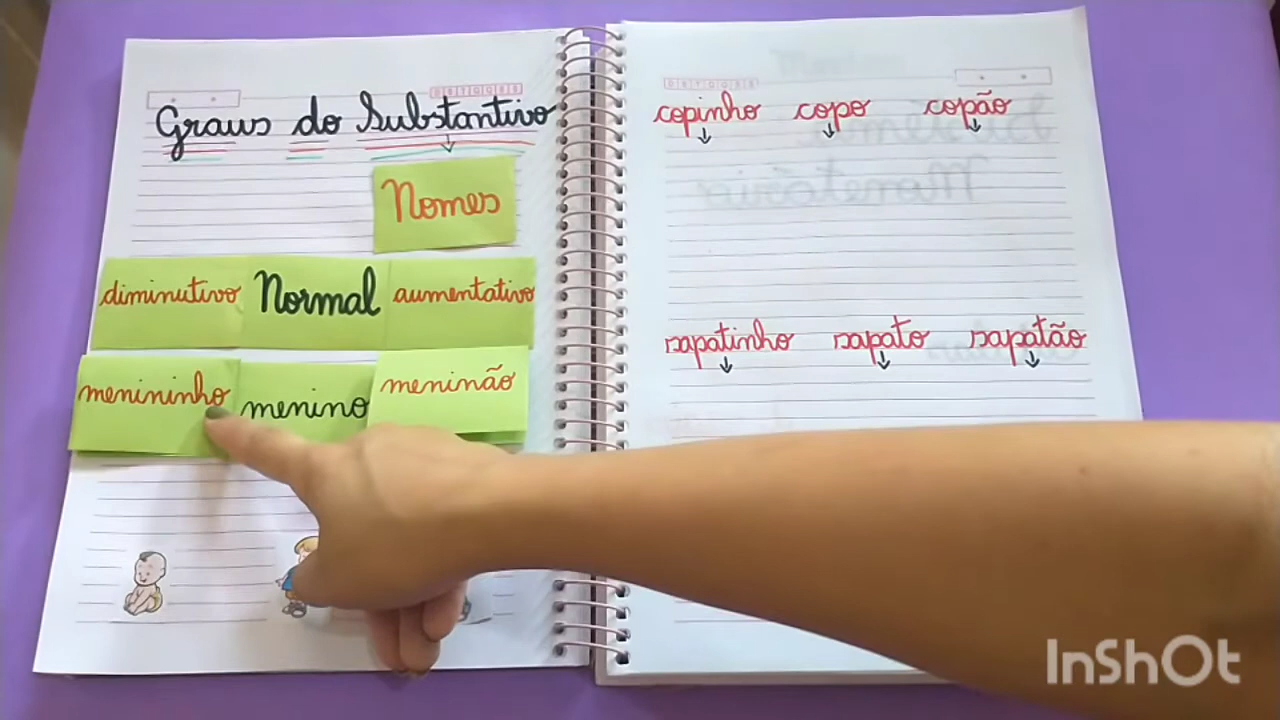 Graus do Substantivo
Nomes
diminutivo Normal aumentativo
menininho menino meninão
copinho copo copão
sapatinho sapato sapatão
InShOt